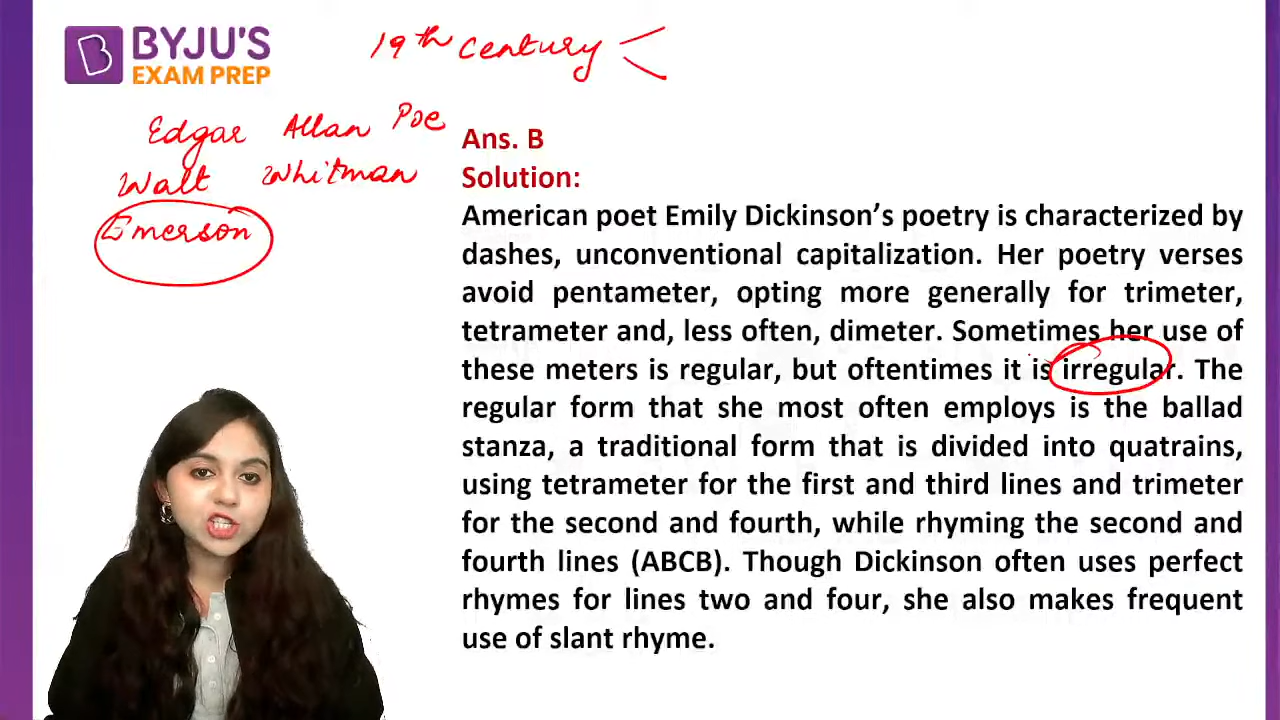 BYJU'S
EXAM PREP
19th century
Edgar Allan Poe
Walt Whitman
Emerson
Ans. B
Solution:
American poet Emily Dickinson's poetry is characterized by
dashes, unconventional capitalization. Her poetry verses
avoid pentameter, opting more generally for trimeter,
tetrameter and, less often, dimeter. Sometimes her use of
these meters is regular, but oftentimes it is irregular. The
regular form that she most often employs is the ballad
stanza, a traditional form that is divided into quatrains,
using tetrameter for the first and third lines and trimeter
for the second and fourth, while rhyming the second and
fourth lines (ABCB). Though Dickinson often uses perfect
rhymes for lines two and four, she also makes frequent
use of slant rhyme.